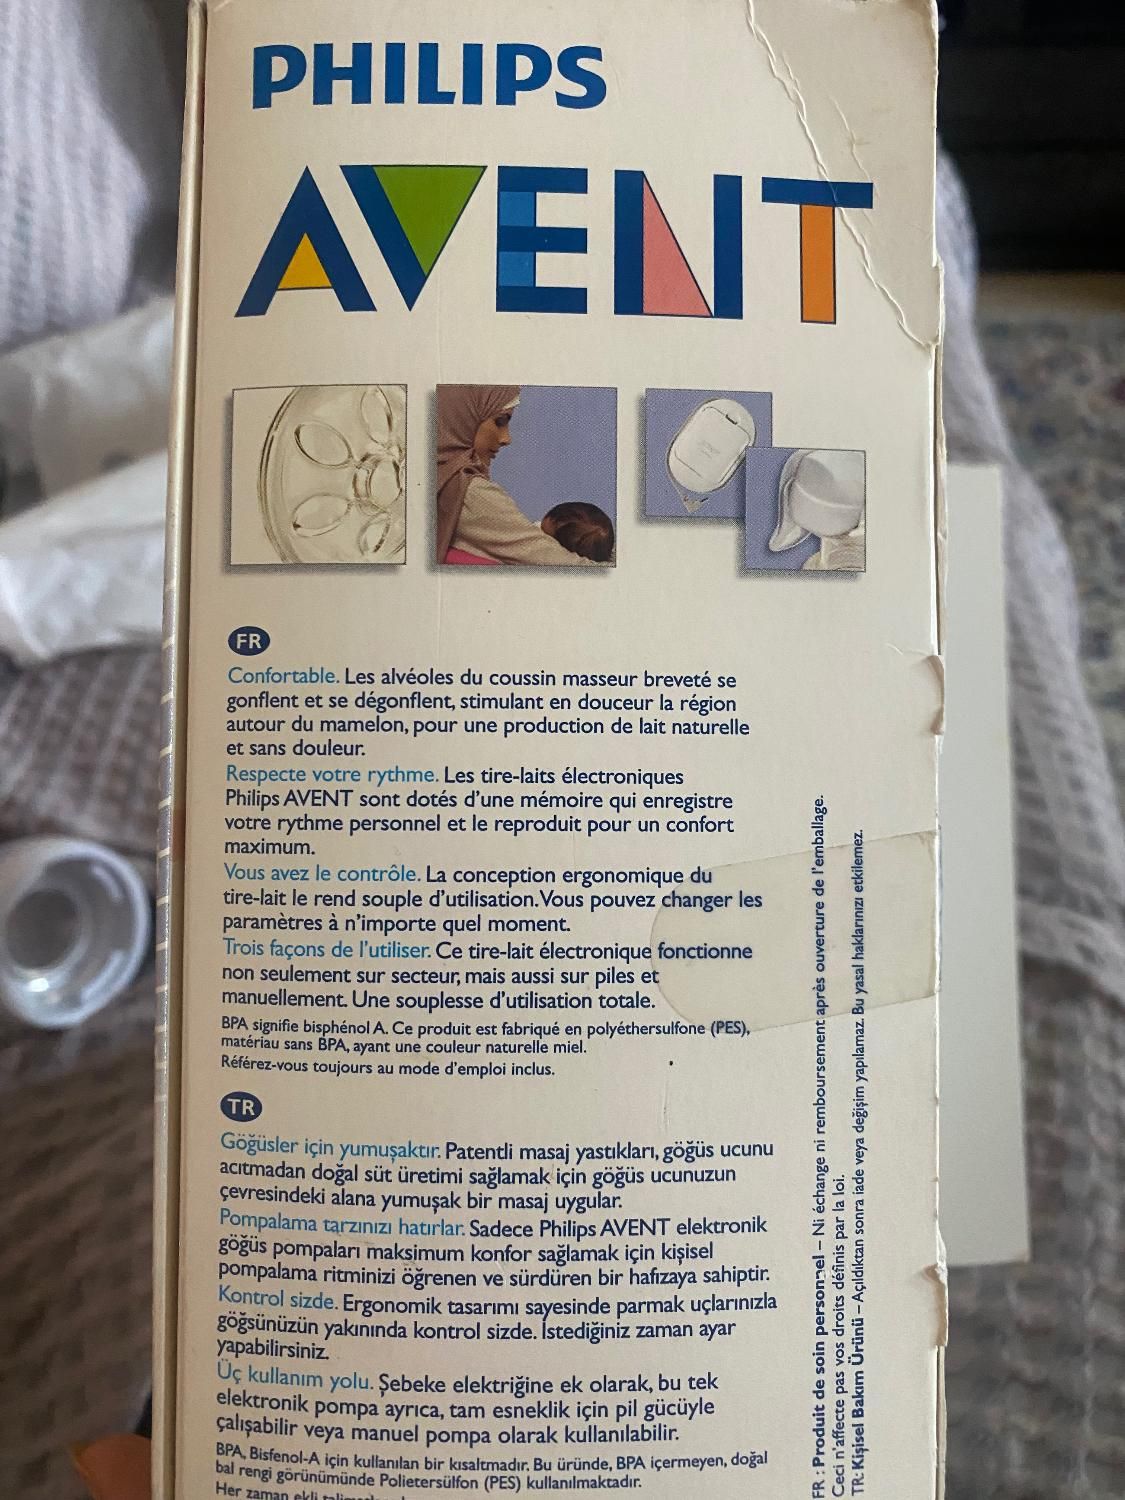 PHILIPS
AVENT
FR
Confortable. Les alvéoles du coussin masseur breveté se
gonflent et se dégonflent, stimulant en douceur la région
autour du mamelon, pour une production de lait naturelle
et sans douleur.
Respecte votre rythme. Les tire-laits électroniques
Philips AVENT sont dotés d'une mémoire qui enregistre
votre rythme personnel et le reproduit pour un confort
maximum.
Vous avez le contrôle. La conception ergonomique du
tire-lait le rend souple d'utilisation. Vous pouvez changer les
paramètres à n'importe quel moment.
Trois façons de l'utiliser. Ce tire-lait électronique fonctionne
non seulement sur secteur, mais aussi sur piles et
manuellement. Une souplesse d'utilisation totale.
BPA signifie bisphénol A. Ce produit est fabriqué en polyéthersulfone (PES),
matériau sans BPA, ayant une couleur naturelle miel.
Référez-vous toujours au mode d'emploi inclus.
TR
Göğüsler için yumuşaktır. Patentli masaj yastıkları, göğüs ucunu
acıtmadan doğal süt üretimi sağlamak için göğüs ucunuzun
çevresindeki alana yumuşak bir masaj uygular.
Pompalama tarzınızı hatırlar. Sadece Philips AVENT elektronik
göğüs pompaları maksimum konfor sağlamak için kişisel
pompalama ritminizi öğrenen ve sürdüren bir hafızaya sahiptir.
Kontrol sizde. Ergonomik tasarımı sayesinde parmak uçlarınızla
göğsünüzün yakınında kontrol sizde. İstediğiniz zaman ayar
yapabilirsiniz.
Üç kullanım yolu. Şebeke elektriğine ek olarak, bu tek
elektronik pompa ayrıca, tam esneklik için pil gücüyle
çalışabilir veya manuel pompa olarak kullanılabilir.
BPA, Bisfenol-A için kullanılan bir kısaltmadır. Bu üründe, BPA içermeyen, doğal
bal rengi görünümünde Polietersülfon (PES) kullanılmaktadır.
Her zaman ekli
FR : Produit de soin personnel – Ni échange ni remboursement après ouverture de l'emballage.
Ceci n'affecte pas vos droits définis par la loi.
TR: Kişisel Bakım Ürünü – Açıldıktan sonra iade veya değişim yapılamaz. Bu yasal haklarınızı etkilemez.